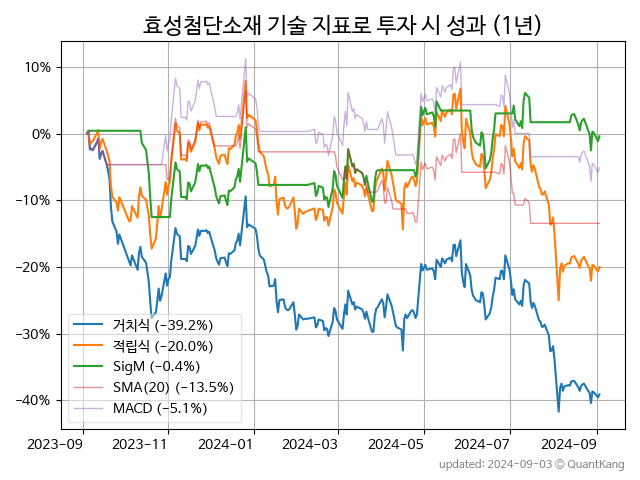 효성첨단소재 기술 지표로 투자 시 성과 (1년)
10%
0%
−10%
−20%
−30%
−40%
거치식 (−39.2%)
적립식 (−20.0%)
SigM (−0.4%)
SMA(20) (−13.5%)
MACD (−5.1%)
2023-09 2023-11 2024-01 2024-03 2024-05 2024-07 2024-09
updated: 2024-09-03 © QuantKang